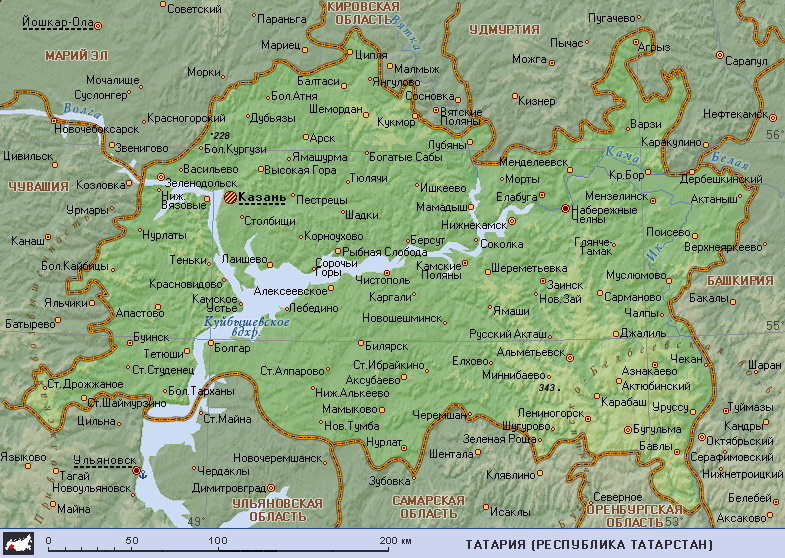 Советский
Параньга
КИРОВСКАЯ
ОБЛАСТЬ
Вятка
Пугачево
Йошкар-Ола
УДМУРТИЯ
Мариец
Ципля
Пычас
Агрыз
МАРИЙ ЭЛ
Можга
Сарапул
Морки
Малмыж
Мочалище
Балтаси
Янгулово
Суслонгер
Бол.Атня
Сосновка
Кизнер
Волга
Шемордан
Вятские
Поляны
Нефтекамск
Красногорский
Дубьязы
Кукмор
Варзи
Новочебоксарск
228
Арск
56°
Звенигово
Бол.Кургузи
Лубяны
Каракулино
Цивильск
Ямашурма
Богатые Сабы
Менделеевск
Кама
Белая
Васильево
Высокая Гора
Тюлячи
Морты
Кр.Бор
Дербешкинский
ЧУВАШИЯ
Козловка
Зеленодольск
Ишкеево
Елабуга
Мензелинск
Актаныш
Ниж.
Вязовые
Казань
Пестрецы
Мамадыш
Набережные
Челны
Урмары
Столбищи
Шадки
Нижнекамск
Поисево
Канаш
Нурлаты
Корноухово
Берсут
Соколка
Глянче-
Тамак
Ик
Верхнеяркеево
Рыбная Слобода
Теньки
Лаишево
Сорочьи
Горы
Камские
Поляны
Шереметьевка
Бол.Кайбицы
Чистополь
Муслюмово
БАШКИРИЯ
Красновидово
Алексеевское
Каргали
Заинск
Нов.Зай
Сарманово
Бакалы
Яльчики
Камское
Устье
Лебедино
Ямаши
Чалпы
Апастово
Куйбышевское
вдхр.
Новошешминск
Батырево
55°
Буинск
Русский Акташ
Джалиль
Болгар
Билярск
Тетюши
Альметьевск
Чекан
Ст.Студенец
Ст.Алпарово
Ст.Ибрайкино
Елхово
Азнакаево
Шаран
Ст.Дрожжаное
Аксубаево
Миннибаево
Актюбинский
Бол.Тарханы
Ниж.Алькеево
343
Карабаш
Ст.Шаймурзино
Мамыково
Черемшан
Лениногорск
Уруссу
Туймазы
Цильна
Ст.Майна
Нов.Тумба
Шугурово
Бугульма
Кандры
Нурлат
Зеленая Роша
Октябрьский
Языково
Ульяновск
Новочеремшанск
Шентала
Бавлы
Серафимовский
Тагай
Чердаклы
Клявлино
Нижнетроицкий
Новоульяновск
Димитровград
Зубовка
Северное
Белебей
Майна
УЛЬЯНОВСКАЯ
ОБЛАСТЬ
САМАРСКАЯ
ОБЛАСТЬ
Исаклы
ОРЕНБУРГСКАЯ
ОБЛАСТЬ
Аксаково
49°
53°
0 50 100 200 км
ТАТАРИЯ (РЕСПУБЛИКА ТАТАРСТАН)